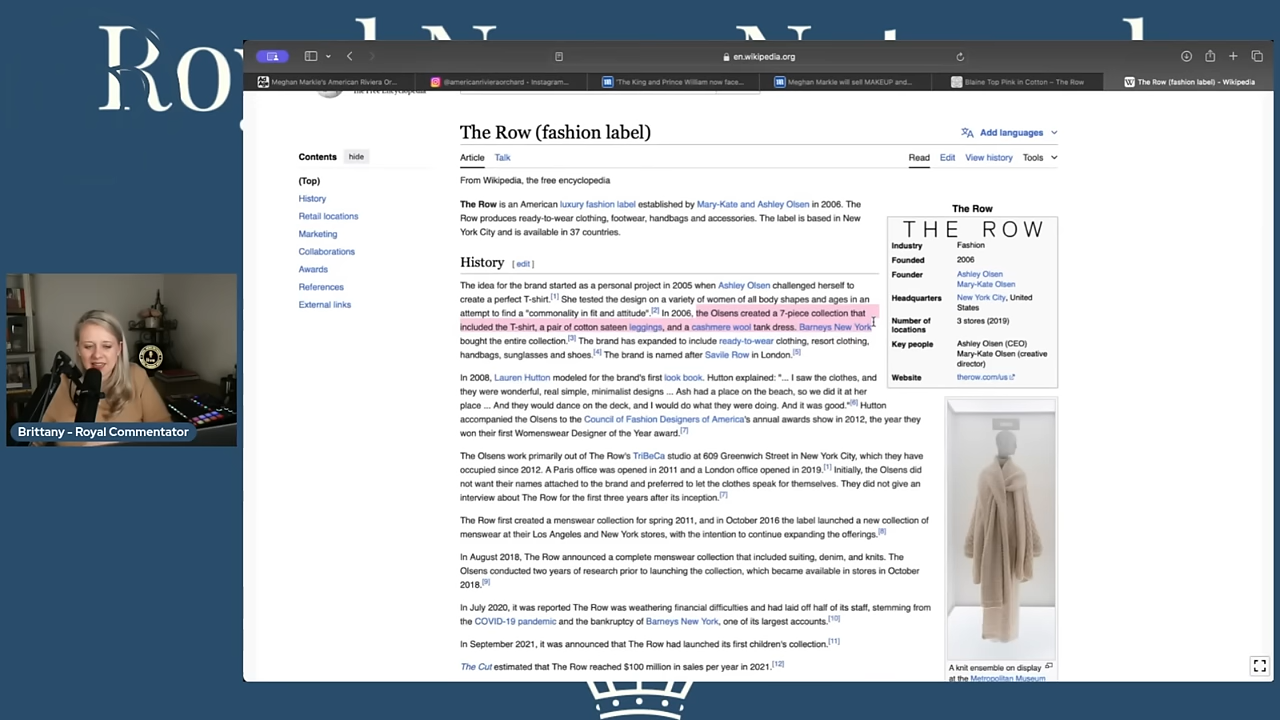 Ro
en.wikipedia.org
Meghan Markle's American Riviera Or...
@americanrivieraorchard · Instagram...
'The King and Prince William now face...
Meghan Markle will sell MAKEUP and...
Blaine Top Pink in Cotton – The Row
The Row (fashion label) – Wikipedia
The Row (fashion label)
Add languages
Article Talk
Read Edit View history Tools
From Wikipedia, the free encyclopedia
Contents hide
(Top)
History
Retail locations
Marketing
Collaborations
Awards
References
External links
The Row is an American luxury fashion label established by Mary-Kate and Ashley Olsen in 2006. The
Row produces ready-to-wear clothing, footwear, handbags and accessories. The label is based in New
York City and is available in 37 countries.
History [ edit ]
The idea for the brand started as a personal project in 2005 when Ashley Olsen challenged herself to
create a perfect T-shirt.[1] She tested the design on a variety of women of all body shapes and ages in an
attempt to find a "commonality in fit and attitude".[2] In 2006, the Olsens created a 7-piece collection that
included the T-shirt, a pair of cotton sateen leggings, and a cashmere wool tank dress. Barneys New York
bought the entire collection.[3] The brand has expanded to include ready-to-wear clothing, resort clothing,
handbags, sunglasses and shoes.[4] The brand is named after Savile Row in London.[5]
In 2008, Lauren Hutton modeled for the brand's first look book. Hutton explained: "... I saw the clothes, and
they were wonderful, real simple, minimalist designs ... Ash had a place on the beach, so we did it at her
place ... And they would dance on the deck, and I would do what they were doing. And it was good."[6] Hutton
accompanied the Olsens to the Council of Fashion Designers of America's annual awards show in 2012, the year they
won their first Womenswear Designer of the Year award.[7]
The Olsens work primarily out of The Row's TriBeCa studio at 609 Greenwich Street in New York City, which they have
occupied since 2012. A Paris office was opened in 2011 and a London office opened in 2019.[1] Initially, the Olsens did
not want their names attached to the brand and preferred to let the clothes speak for themselves. They did not give an
interview about The Row for the first three years after its inception.[7]
The Row first created a menswear collection for spring 2011, and in October 2016 the label launched a new collection of
menswear at their Los Angeles and New York stores, with the intention to continue expanding the offerings.[8]
In August 2018, The Row announced a complete menswear collection that included suiting, denim, and knits. The
Olsens conducted two years of research prior to launching the collection, which became available in stores in October
2018.[9]
In July 2020, it was reported The Row was weathering financial difficulties and had laid off half of its staff, stemming from
the COVID-19 pandemic and the bankruptcy of Barneys New York, one of its largest accounts.[10]
In September 2021, it was announced that The Row had launched its first children's collection.[11]
The Cut estimated that The Row reached $100 million in sales per year in 2021.[12]
The Row
THE ROW
Industry Fashion
Founded 2006
Founder Ashley Olsen
Mary-Kate Olsen
Headquarters New York City, United
States
Number of 3 stores (2019)
locations
Key people Ashley Olsen (CEO)
Mary-Kate Olsen (creative
director)
Website therow.com/us
A knit ensemble on display
at the Metropolitan Museum
Brittany - Royal Commentator